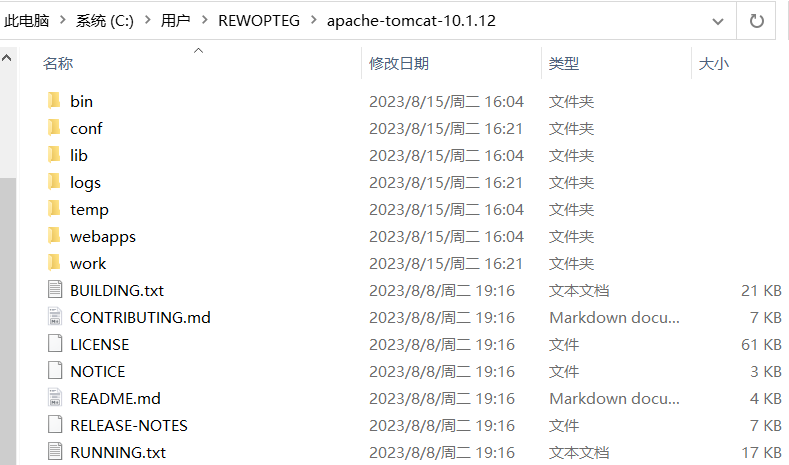 此电脑 > 系统 (C:) > 用户 > REWOPTEG > apache-tomcat-10.1.12
名称 修改日期 类型 大小
bin 2023/8/15/周二 16:04 文件夹
conf 2023/8/15/周二 16:21 文件夹
lib 2023/8/15/周二 16:04 文件夹
logs 2023/8/15/周二 16:21 文件夹
temp 2023/8/15/周二 16:04 文件夹
webapps 2023/8/15/周二 16:04 文件夹
work 2023/8/15/周二 16:21 文件夹
BUILDING.txt 2023/8/8/周二 19:16 文本文档 21 KB
CONTRIBUTING.md 2023/8/8/周二 19:16 Markdown docu... 7 KB
LICENSE 2023/8/8/周二 19:16 文件 61 KB
NOTICE 2023/8/8/周二 19:16 文件 3 KB
README.md 2023/8/8/周二 19:16 Markdown docu... 4 KB
RELEASE-NOTES 2023/8/8/周二 19:16 文件 7 KB
RUNNING.txt 2023/8/8/周二 19:16 文本文档 17 KB